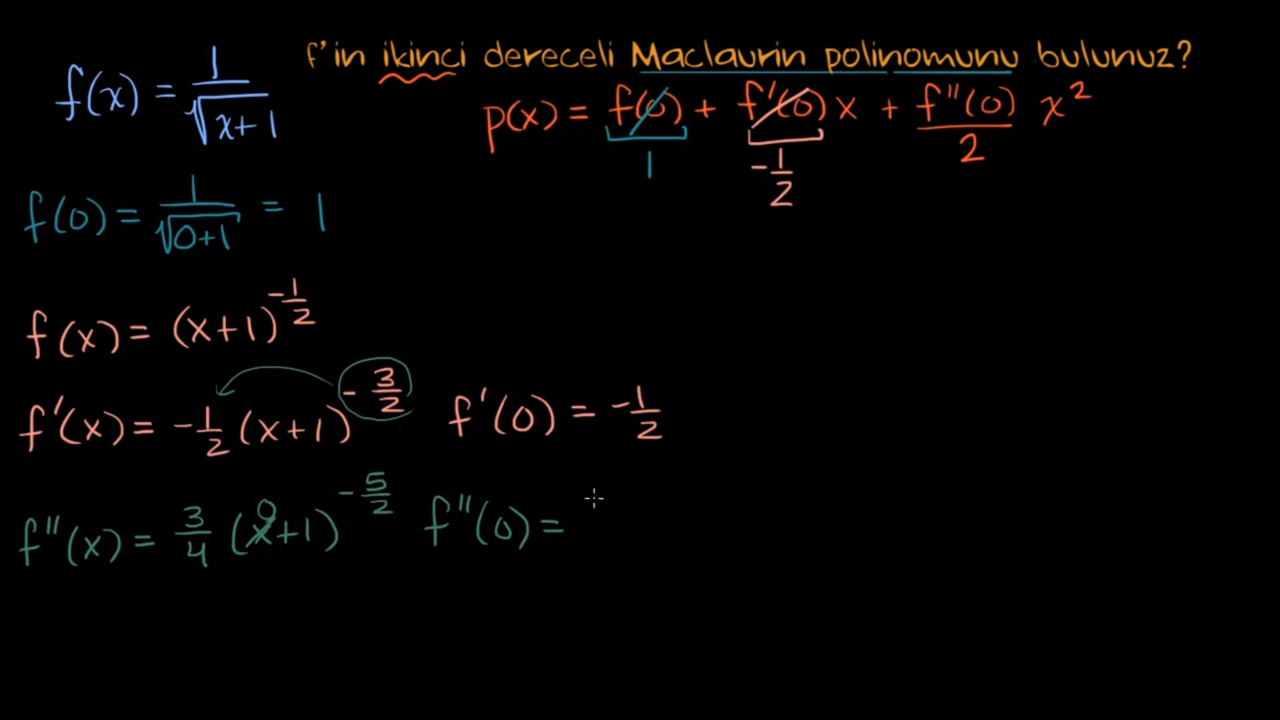 f'in ikinci dereceli Maclaurin polinomunu bulunuz?
f(x) = 1/√(x+1)
p(x) = f(0) + f'(0)x + f''(0)/2 x²
1
-1/2
f(0) = 1/√(0+1) = 1
f(x) = (x+1)^(-1/2)
f'(x) = -1/2 (x+1)^(-3/2) f'(0) = -1/2
0
f''(x) = 3/4 (x+1)^(-5/2) f''(0) =